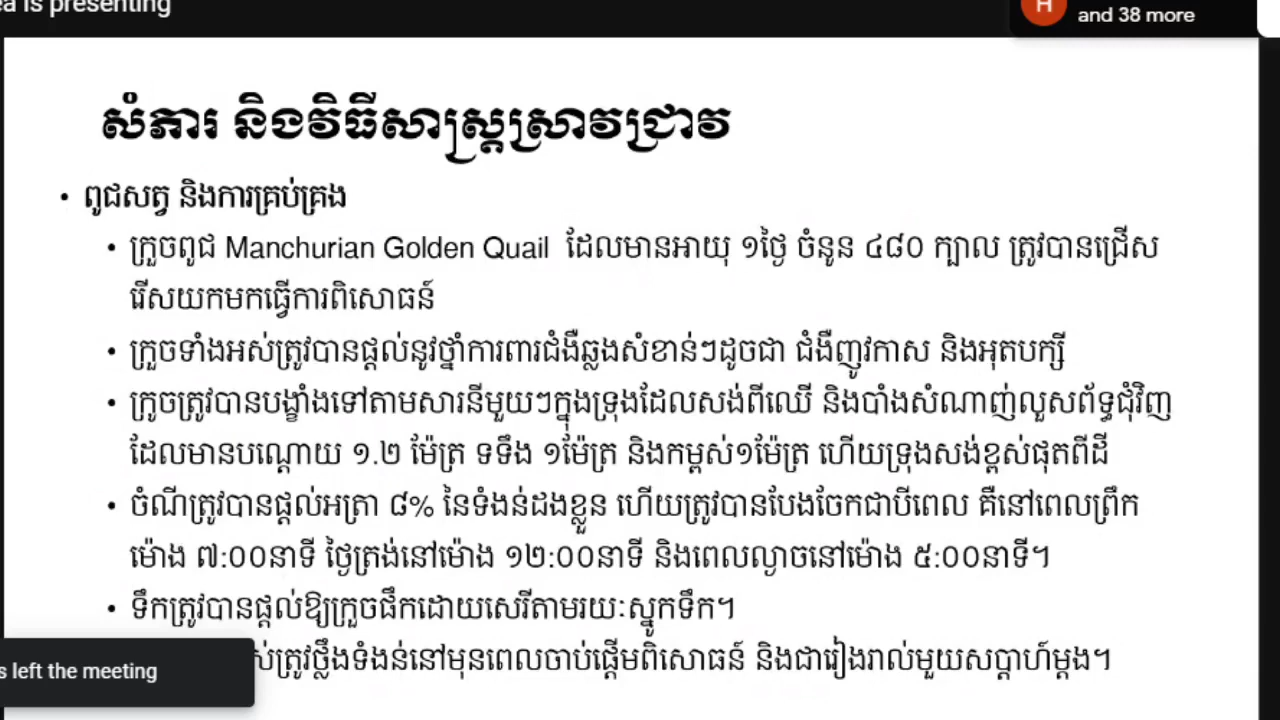 a is presenting
H
and 38 more
សំភារ និងវិធីសាស្ត្រស្រាវជ្រាវ
• ពូជសត្វ និងការគ្រប់គ្រង
• ក្រួចពូជ Manchurian Golden Quail ដែលមានអាយុ ១ថ្ងៃ ចំនួន ៤៨០ ក្បាល ត្រូវបានជ្រើស
រើសយកមកធ្វើការពិសោធន៍
• ក្រួចទាំងអស់ត្រូវបានផ្តល់នូវថ្នាំការពារជំងឺឆ្លងសំខាន់ៗដូចជា ជំងឺញូវកាស និងអុតបក្សី
• ក្រួចត្រូវបានបង្ខាំងទៅតាមសារនីមួយៗក្នុងទ្រុងដែលសង់ពីឈើ និងបាំងសំណាញ់លួសព័ទ្ធជុំវិញ
ដែលមានបណ្តោយ ១.២ ម៉ែត្រ ទទឹង ១ម៉ែត្រ និងកម្ពស់១ម៉ែត្រ ហើយទ្រុងសង់ខ្ពស់ផុតពីដី
• ចំណីត្រូវបានផ្តល់អត្រា ៨% នៃទំងន់ដងខ្លួន ហើយត្រូវបានបែងចែកជាបីពេល គឺនៅពេលព្រឹក
ម៉ោង ៧:០០នាទី ថ្ងៃត្រង់នៅម៉ោង ១២:០០នាទី និងពេលល្ងាចនៅម៉ោង ៥:០០នាទី។
• ទឹកត្រូវបានផ្តល់ឱ្យក្រួចផឹកដោយសេរីតាមរយៈស្នូកទឹក។
ស់ត្រូវថ្លឹងទំងន់នៅមុនពេលចាប់ផ្តើមពិសោធន៍ និងជារៀងរាល់មួយសប្តាហ៍ម្តង។
s left the meeting